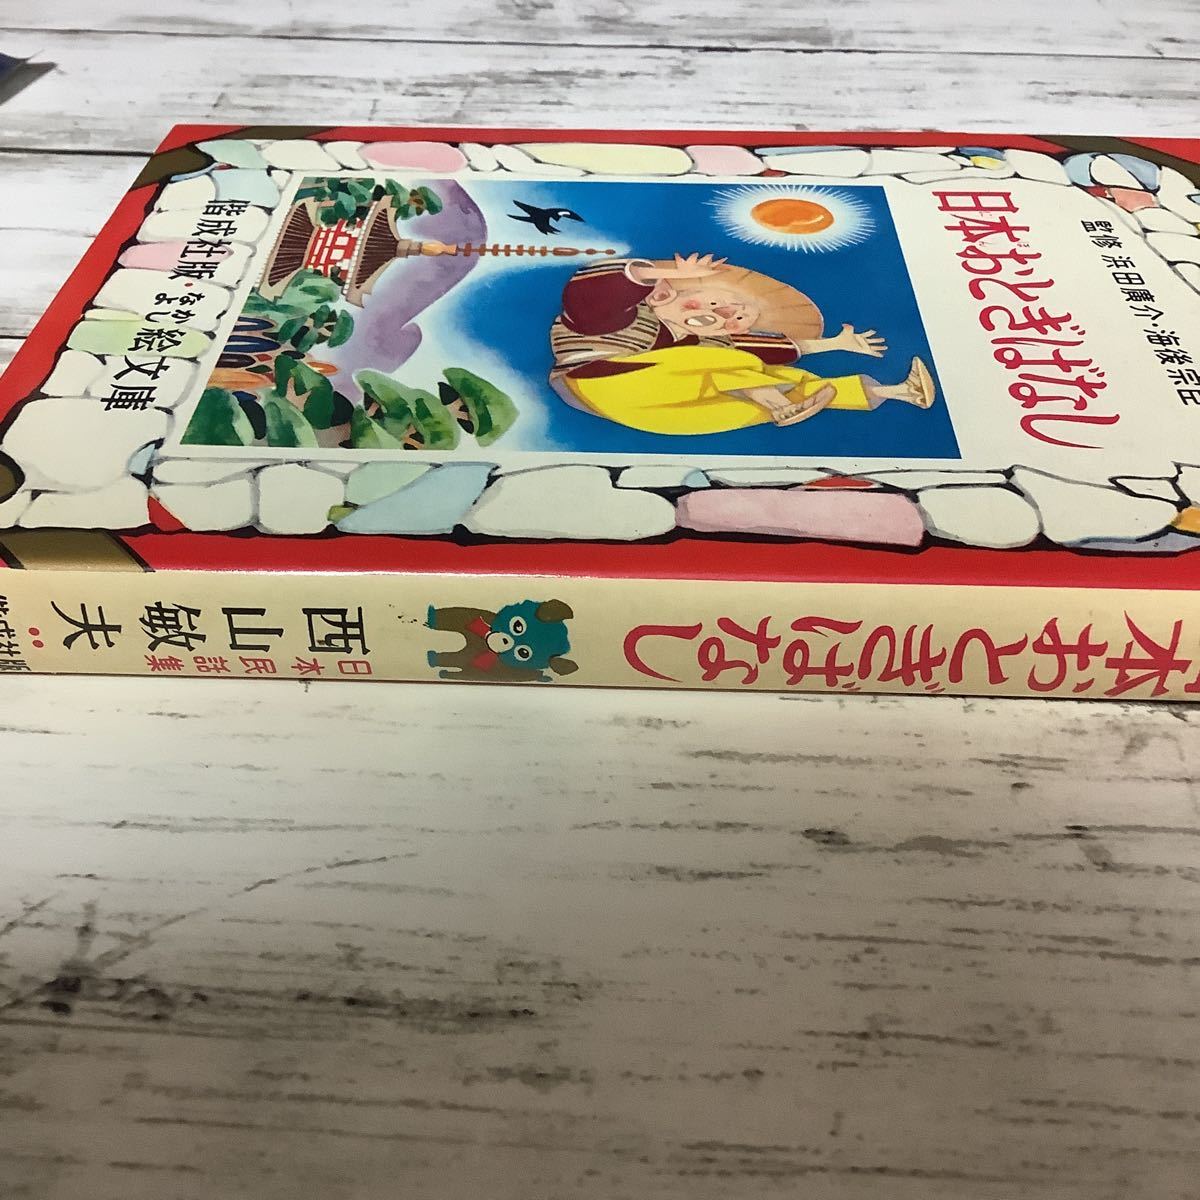 監修 浜田廣介・海後宗臣
日本おとぎばなし
偕成社版・なかよし絵文庫
本おとぎばなし
日本民話集
西山敏夫